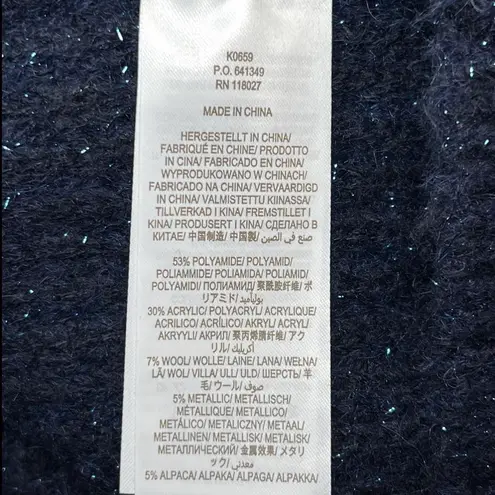 K0659
P.O. 641349
RN 118027
MADE IN CHINA
HERGESTELLT IN CHINA/
FABRIQUÉ EN CHINE/ PRODOTTO
IN CINA/ FABRICADO EN CHINA/
WYPRODUKOWANO W CHINACH/
FABRICADO NA CHINA/ VERVAARDIGD
IN CHINA/ VALMISTETTU KIINASSA/
TILLVERKAD I KINA/ FREMSTILLET I
KINA/ PRODUSERT I KINA/ СДЕЛАНО В
КИТАЕ/ 中国制造/ 中国製/ صنع في الصين
53% POLYAMIDE/ POLYAMID/
POLIAMMIDE/ POLIAMIDA/ POLIAMID/
POLYAMIDI/ ПОЛИАМИД/ 聚酰胺纤维/ ポ
リアミド/ بوليأميد
30% ACRYLIC/ POLYACRYL/ ACRYLIQUE/
ACRILICO/ ACRÍLICO/ AKRYL/ ACRYL/
AKRYYLI/ АКРИЛ/ 聚丙烯腈纤维/ アク
リル/ أكريليك
7% WOOL/ WOLLE/ LAINE/ LANA/ WEŁNA/
LÃ/ WOL/ VILLA/ ULL/ ULD/ ШЕРСТЬ/ 羊
毛/ ウール/ صوف
5% METALLIC/ METALLISCH/
MÉTALLIQUE/ METALLICO/
METÁLICO/ METALICZNY/ METAAL/
METALLINEN/ METALLISK/ METALISK/
МЕТАЛЛИЧЕСКИЙ/ 金属效果/ メタリ
ック/ معدني
5% ALPACA/ ALPAKA/ ALPAGA/ ALPAKKA/